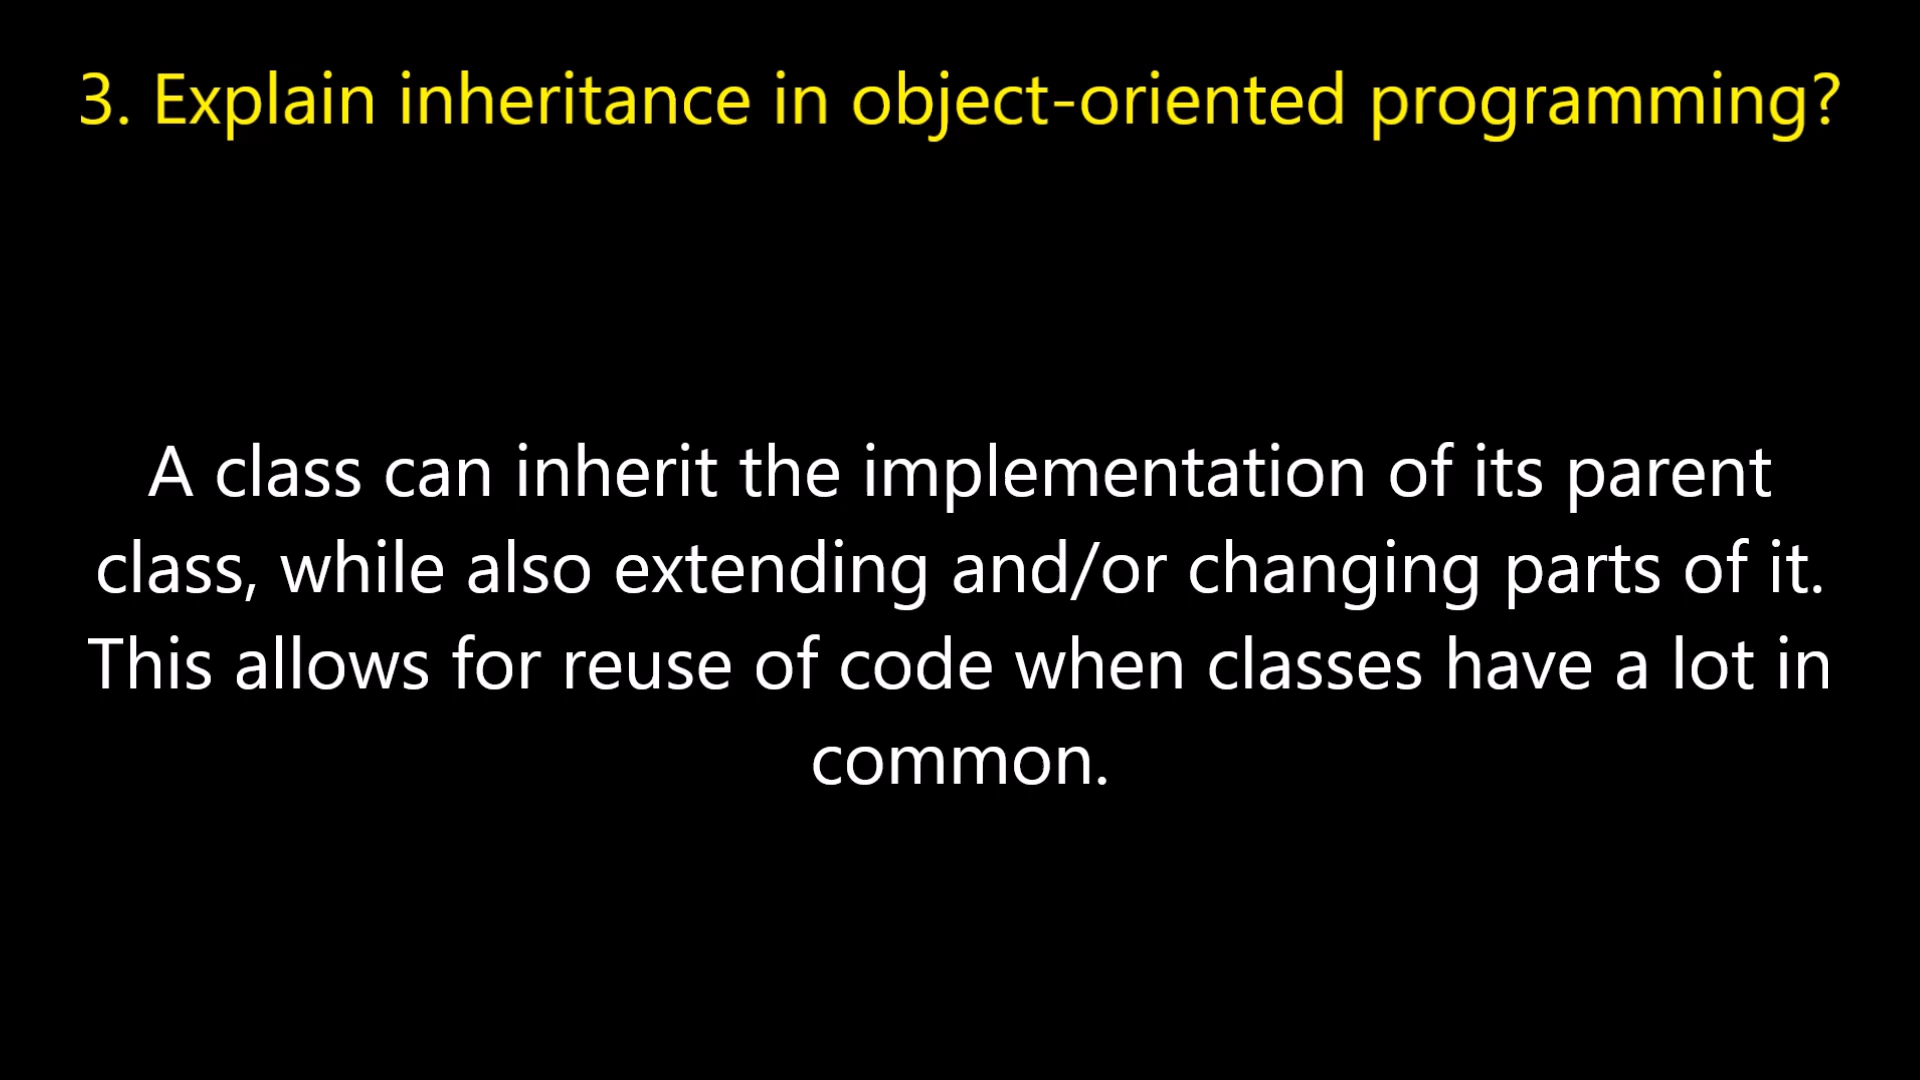 3. Explain inheritance in object-oriented programming?
A class can inherit the implementation of its parent
class, while also extending and/or changing parts of it.
This allows for reuse of code when classes have a lot in
common.